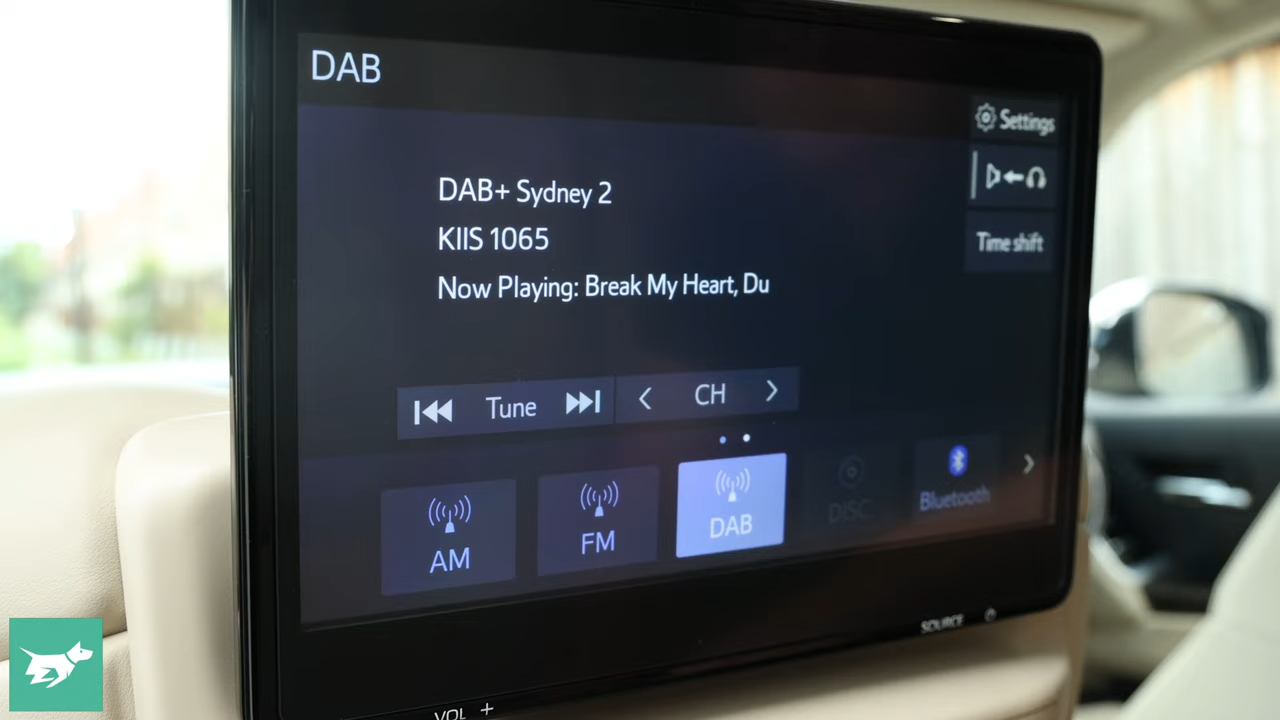 DAB
Settings
DAB+ Sydney 2
KIIS 1065
Now Playing: Break My Heart, Du
Time shift
Tune
CH
AM
FM
DAB
DISC
Bluetooth
SOURCE
VOL +